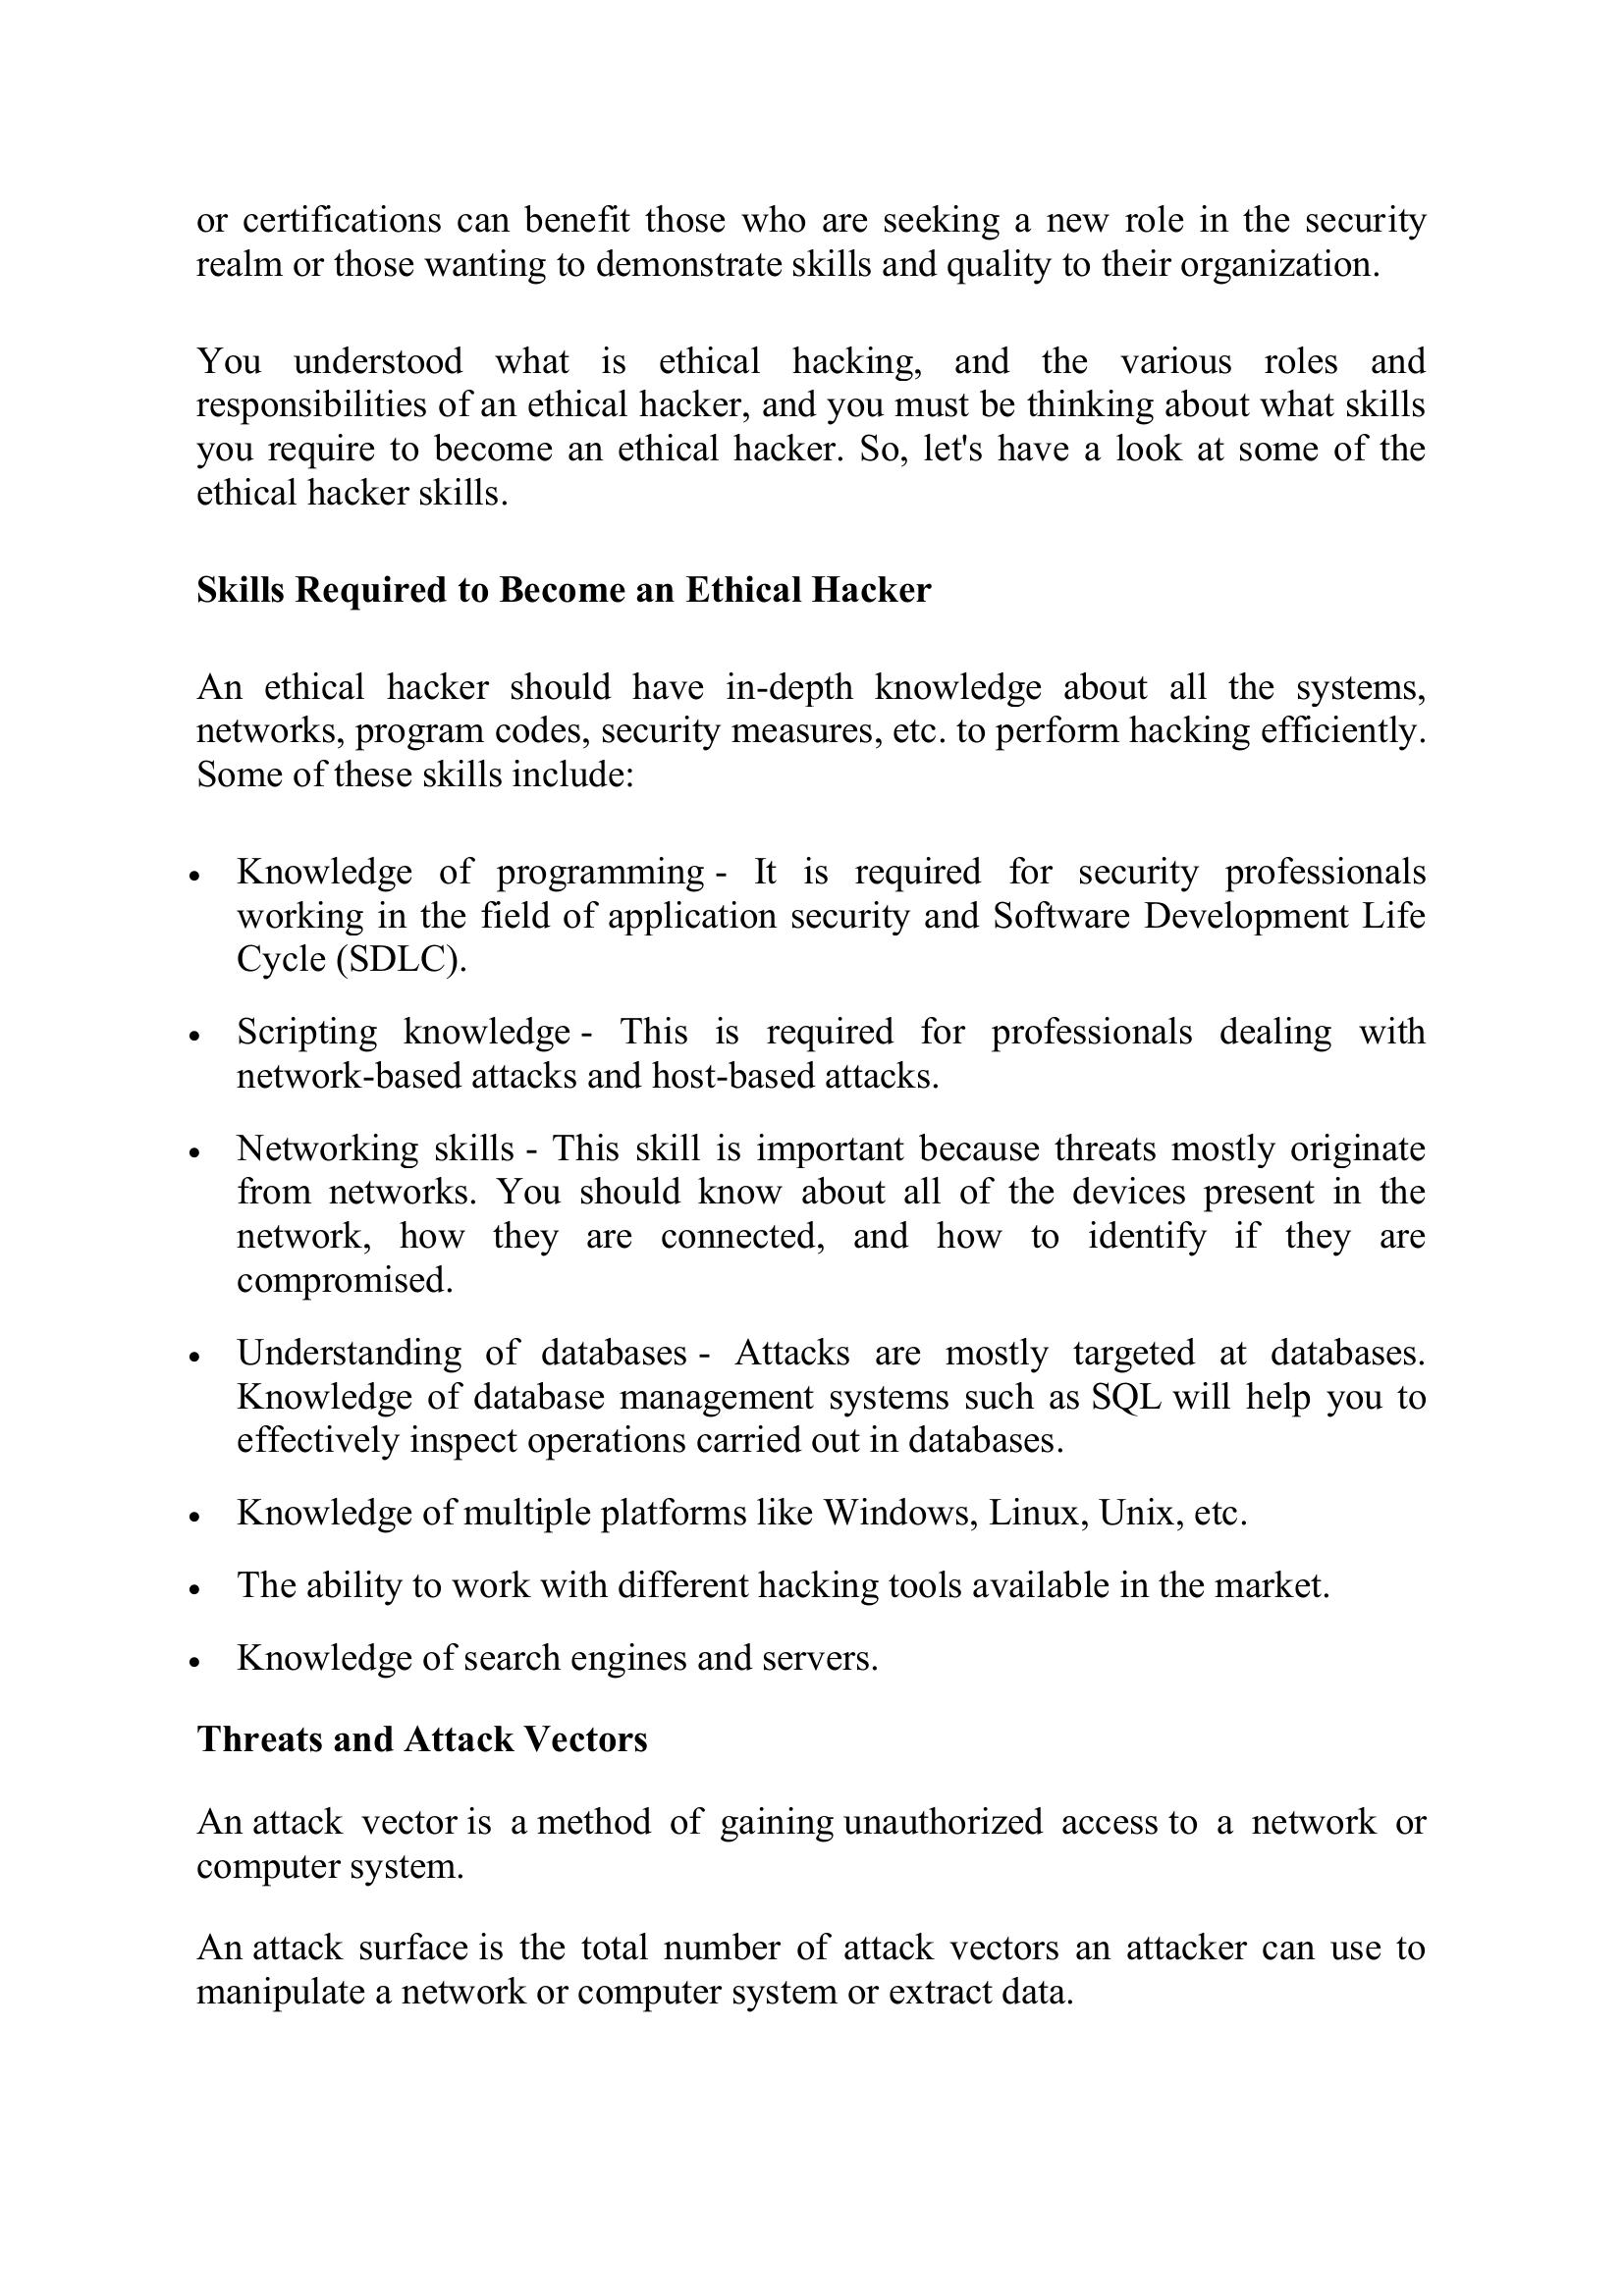 or certifications can benefit those who are seeking a new role in the security
realm or those wanting to demonstrate skills and quality to their organization.
You understood what is ethical hacking, and the various roles and
responsibilities of an ethical hacker, and you must be thinking about what skills
you require to become an ethical hacker. So, let's have a look at some of the
ethical hacker skills.
Skills Required to Become an Ethical Hacker
An ethical hacker should have in-depth knowledge about all the systems,
networks, program codes, security measures, etc. to perform hacking efficiently.
Some of these skills include:
• Knowledge of programming - It is required for security professionals
working in the field of application security and Software Development Life
Cycle (SDLC).
• Scripting knowledge - This is required for professionals dealing with
network-based attacks and host-based attacks.
• Networking skills - This skill is important because threats mostly originate
from networks. You should know about all of the devices present in the
network, how they are connected, and how to identify if they are
compromised.
• Understanding of databases - Attacks are mostly targeted at databases.
Knowledge of database management systems such as SQL will help you to
effectively inspect operations carried out in databases.
• Knowledge of multiple platforms like Windows, Linux, Unix, etc.
• The ability to work with different hacking tools available in the market.
• Knowledge of search engines and servers.
Threats and Attack Vectors
An attack vector is a method of gaining unauthorized access to a network or
computer system.
An attack surface is the total number of attack vectors an attacker can use to
manipulate a network or computer system or extract data.